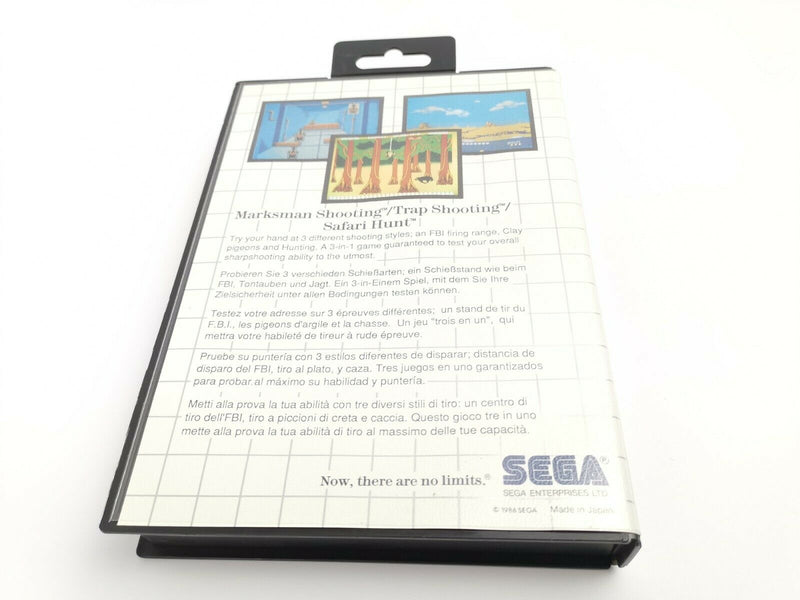 Marksman Shooting™/Trap Shooting™/
Safari Hunt™
Try your hand at 3 different shooting styles; an FBI firing range, Clay
pigeons and Hunting. A 3-in-1 game guaranteed to test your overall
sharpshooting ability to the utmost.
Probieren Sie 3 verschieden Schießarten; ein Schießstand wie beim
FBI, Tontauben und Jagt. Ein 3-in-Einem Spiel, mit dem Sie Ihre
Zielsicherheit unter allen Bedingungen testen können.
Testez votre adresse sur 3 épreuves différentes; un stand de tir du
F.B.I., les pigeons d'argile et la chasse. Un jeu "trois en un", qui
mettra votre habileté de tireur à rude épreuve.
Pruebe su puntería con 3 estilos diferentes de disparar; distancia de
disparo del FBI, tiro al plato, y caza. Tres juegos en uno garantizados
para probar al máximo su habilidad y puntería.
Metti alla prova la tua abilità con tre diversi stili di tiro: un centro di
tiro dell'FBI, tiro a piccioni di creta e caccia. Questo gioco tre in uno
mette alla prova la tua abilità di tiro al massimo delle tue capacità.
Now, there are no limits.®
SEGA®
SEGA ENTERPRISES LTD.
© 1986 SEGA Made in Japan